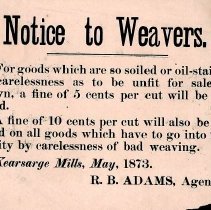 Notice to Weavers.
For goods which are so soiled or oil-stai
carelessness as to be unfit for sale
wn, a fine of 5 cents per cut will be
d.
A fine of 10 cents per cut will also be
d on all goods which have to go into
ity by carelessness of bad weaving.
Kearsarge Mills, May, 1873.
R. B. ADAMS, Agen